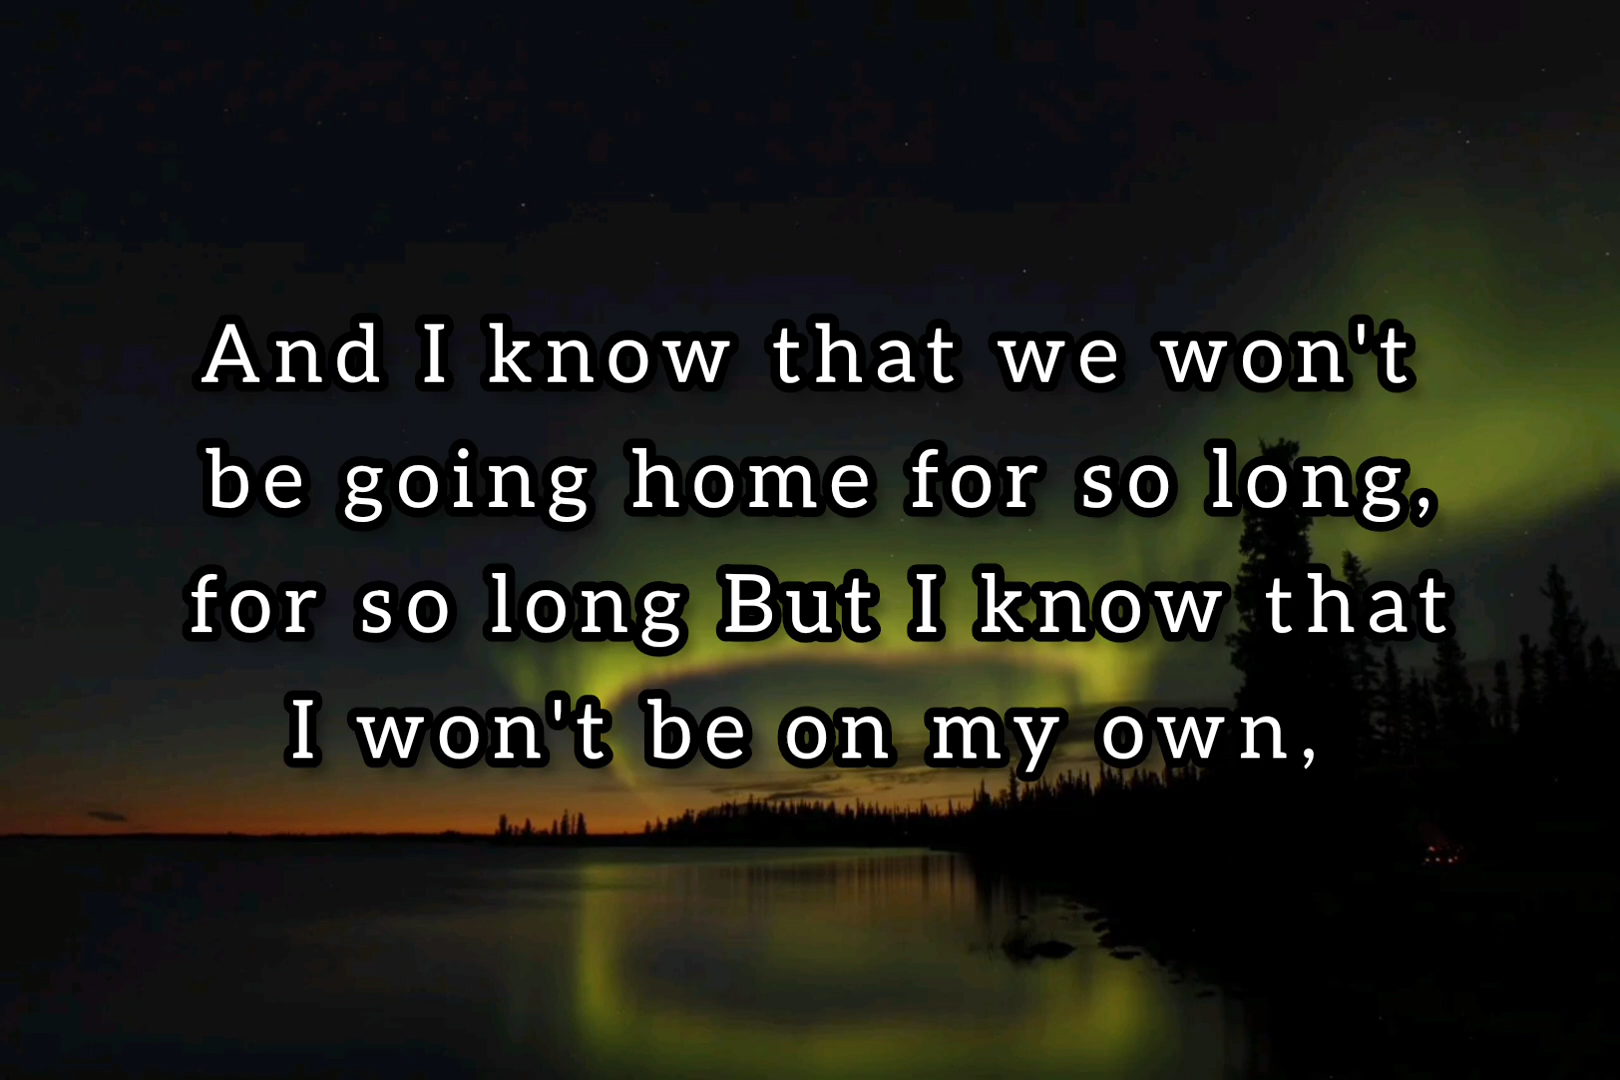 And I know that we won't
be going home for so long,
for so long But I know that
I won't be on my own,